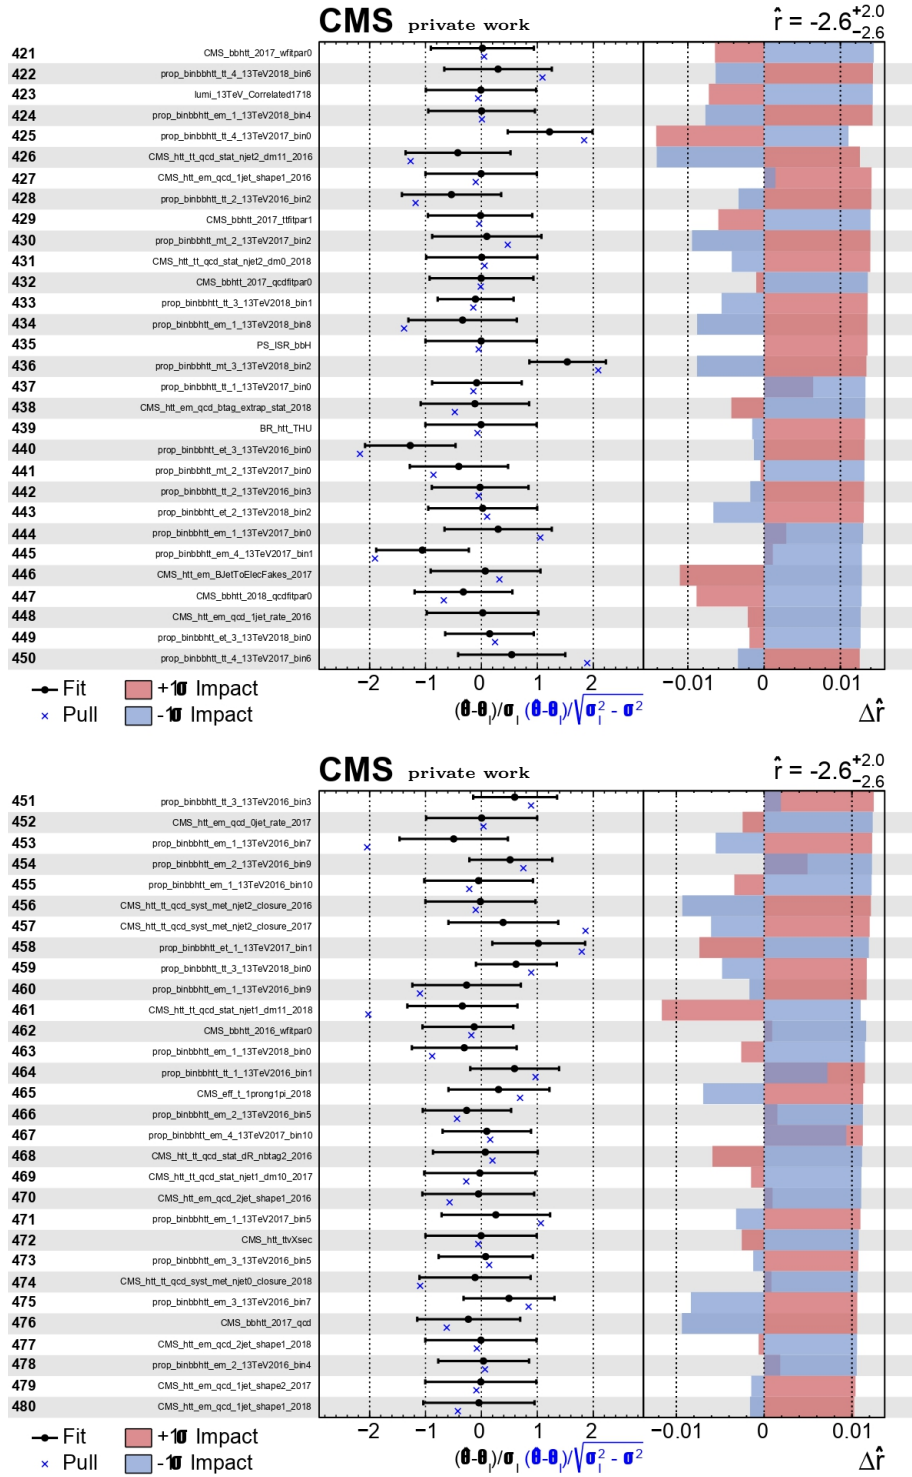 CMS private work r̂ = -2.6 +2.0 -2.6
421 CMS_bbhtt_2017_wfitpar0
422 prop_binbbhtt_tt_4_13TeV2018_bin6
423 lumi_13TeV_Correlated1718
424 prop_binbbhtt_em_1_13TeV2018_bin4
425 prop_binbbhtt_tt_4_13TeV2017_bin0
426 CMS_htt_tt_qcd_stat_njet2_dm11_2016
427 CMS_htt_em_qcd_1jet_shape1_2016
428 prop_binbbhtt_tt_2_13TeV2016_bin2
429 CMS_bbhtt_2017_ttfitpar1
430 prop_binbbhtt_mt_2_13TeV2017_bin2
431 CMS_htt_tt_qcd_stat_njet2_dm0_2018
432 CMS_bbhtt_2017_qcdfitpar0
433 prop_binbbhtt_tt_3_13TeV2018_bin1
434 prop_binbbhtt_em_1_13TeV2018_bin8
435 PS_ISR_bbH
436 prop_binbbhtt_mt_3_13TeV2018_bin2
437 prop_binbbhtt_tt_1_13TeV2017_bin0
438 CMS_htt_em_qcd_btag_extrap_stat_2018
439 BR_htt_THU
440 prop_binbbhtt_et_3_13TeV2016_bin0
441 prop_binbbhtt_mt_2_13TeV2017_bin0
442 prop_binbbhtt_tt_2_13TeV2016_bin3
443 prop_binbbhtt_et_2_13TeV2018_bin2
444 prop_binbbhtt_em_1_13TeV2017_bin0
445 prop_binbbhtt_em_4_13TeV2017_bin1
446 CMS_htt_em_BJetToElecFakes_2017
447 CMS_bbhtt_2018_qcdfitpar0
448 CMS_htt_em_qcd_1jet_rate_2016
449 prop_binbbhtt_et_3_13TeV2018_bin0
450 prop_binbbhtt_tt_4_13TeV2017_bin6
−2 −1 0 1 2 −0.01 0 0.01
Fit +1σ Impact
Pull -1σ Impact (θ̂-θI)/σI (θ̂-θI)/√σI² - σ² Δr̂
CMS private work r̂ = -2.6 +2.0 -2.6
451 prop_binbbhtt_tt_3_13TeV2016_bin3
452 CMS_htt_em_qcd_0jet_rate_2017
453 prop_binbbhtt_em_1_13TeV2016_bin7
454 prop_binbbhtt_em_2_13TeV2016_bin9
455 prop_binbbhtt_em_1_13TeV2016_bin10
456 CMS_htt_tt_qcd_syst_met_njet2_closure_2016
457 CMS_htt_tt_qcd_syst_met_njet2_closure_2017
458 prop_binbbhtt_et_1_13TeV2017_bin1
459 prop_binbbhtt_tt_3_13TeV2018_bin0
460 prop_binbbhtt_em_1_13TeV2016_bin9
461 CMS_htt_tt_qcd_stat_njet1_dm11_2018
462 CMS_bbhtt_2016_wfitpar0
463 prop_binbbhtt_em_1_13TeV2018_bin0
464 prop_binbbhtt_tt_1_13TeV2016_bin1
465 CMS_eff_t_1prong1pi_2018
466 prop_binbbhtt_em_2_13TeV2016_bin5
467 prop_binbbhtt_em_4_13TeV2017_bin10
468 CMS_htt_tt_qcd_stat_dR_nbtag2_2016
469 CMS_htt_tt_qcd_stat_njet1_dm10_2017
470 CMS_htt_em_qcd_2jet_shape1_2016
471 prop_binbbhtt_em_1_13TeV2017_bin5
472 CMS_htt_ttvXsec
473 prop_binbbhtt_em_3_13TeV2016_bin5
474 CMS_htt_tt_qcd_syst_met_njet0_closure_2018
475 prop_binbbhtt_em_3_13TeV2016_bin7
476 CMS_bbhtt_2017_qcd
477 CMS_htt_em_qcd_2jet_shape1_2018
478 prop_binbbhtt_em_2_13TeV2016_bin4
479 CMS_htt_em_qcd_1jet_shape2_2017
480 CMS_htt_em_qcd_1jet_shape1_2018
−2 −1 0 1 2 −0.01 0 0.01
Fit +1σ Impact
Pull -1σ Impact (θ̂-θI)/σI (θ̂-θI)/√σI² - σ² Δr̂